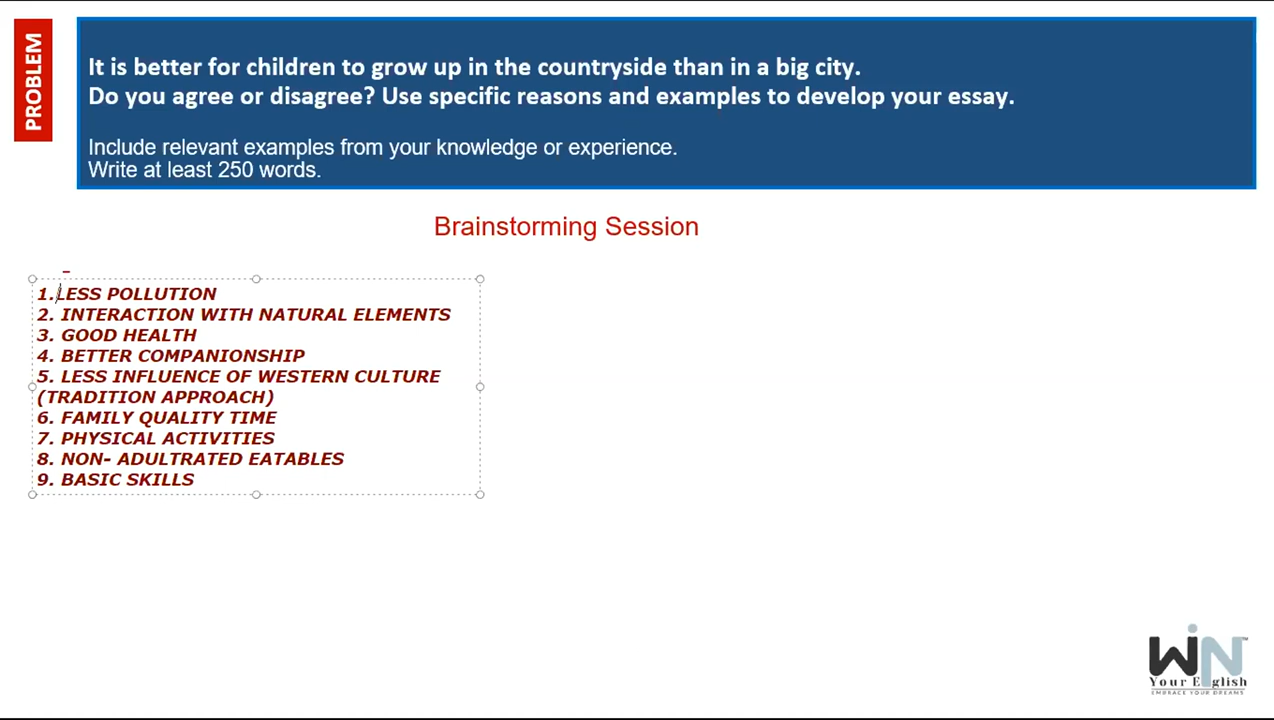 PROBLEM
It is better for children to grow up in the countryside than in a big city.
Do you agree or disagree? Use specific reasons and examples to develop your essay.
Include relevant examples from your knowledge or experience.
Write at least 250 words.
Brainstorming Session
1.LESS POLLUTION
2. INTERACTION WITH NATURAL ELEMENTS
3. GOOD HEALTH
4. BETTER COMPANIONSHIP
5. LESS INFLUENCE OF WESTERN CULTURE
(TRADITION APPROACH)
6. FAMILY QUALITY TIME
7. PHYSICAL ACTIVITIES
8. NON- ADULTRATED EATABLES
9. BASIC SKILLS
WiN
Your English
EMBRACE YOUR DREAMS